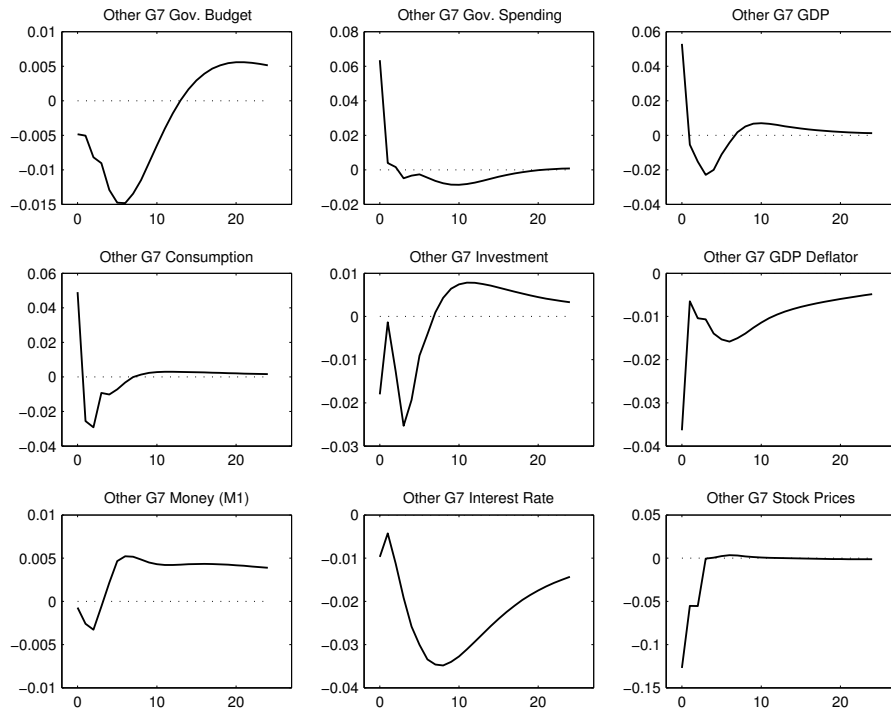 Other G7 Gov. Budget
0.01
0.005
0
−0.005
−0.01
−0.015
0 10 20
Other G7 Gov. Spending
0.08
0.06
0.04
0.02
0
−0.02
0 10 20
Other G7 GDP
0.06
0.04
0.02
0
−0.02
−0.04
0 10 20
Other G7 Consumption
0.06
0.04
0.02
0
−0.02
−0.04
0 10 20
Other G7 Investment
0.01
0
−0.01
−0.02
−0.03
0 10 20
Other G7 GDP Deflator
0
−0.01
−0.02
−0.03
−0.04
0 10 20
Other G7 Money (M1)
0.01
0.005
0
−0.005
−0.01
0 10 20
Other G7 Interest Rate
0
−0.01
−0.02
−0.03
−0.04
0 10 20
Other G7 Stock Prices
0.05
0
−0.05
−0.1
−0.15
0 10 20